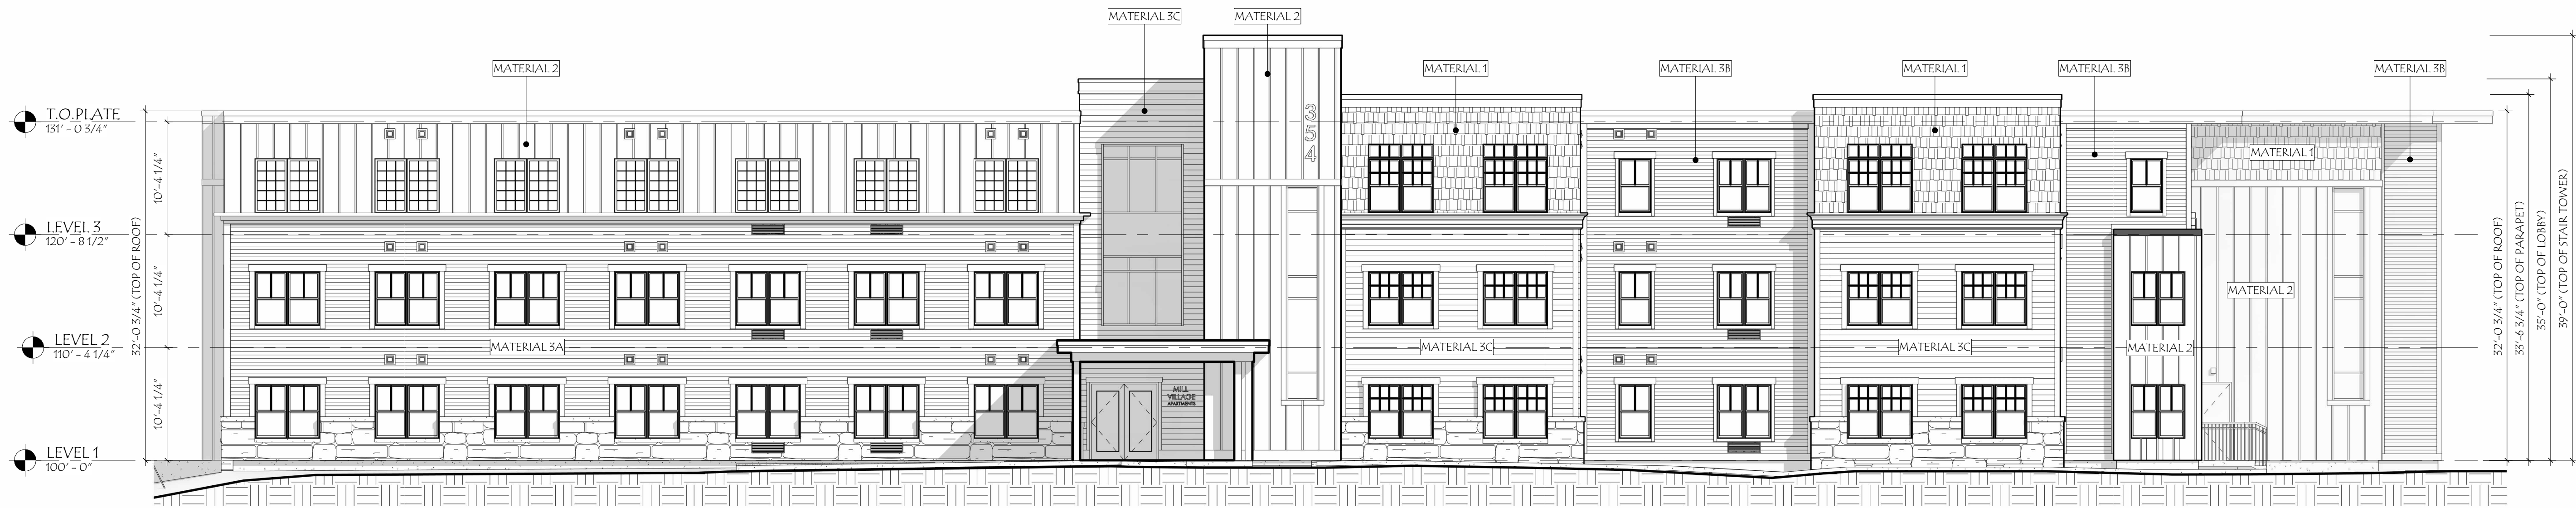 MATERIAL 3C
MATERIAL 2
MATERIAL 2
MATERIAL 1
MATERIAL 3B
MATERIAL 1
MATERIAL 3B
MATERIAL 3B
T.O.PLATE
131' - 0 3/4"
LEVEL 3
120' - 8 1/2"
LEVEL 2
110' - 4 1/4"
LEVEL 1
100' - 0"
32'-0 3/4" (TOP OF ROOF)
10'-4 1/4"
10'-4 1/4"
10'-4 1/4"
MATERIAL 3A
354
MILL
VILLAGE
APARTMENTS
MATERIAL 3C
MATERIAL 3C
MATERIAL 1
MATERIAL 2
MATERIAL 2
32'-0 3/4" (TOP OF ROOF)
33'-6 3/4" (TOP OF PARAPET)
35'-0" (TOP OF LOBBY)
39'-0" (TOP OF STAIR TOWER)